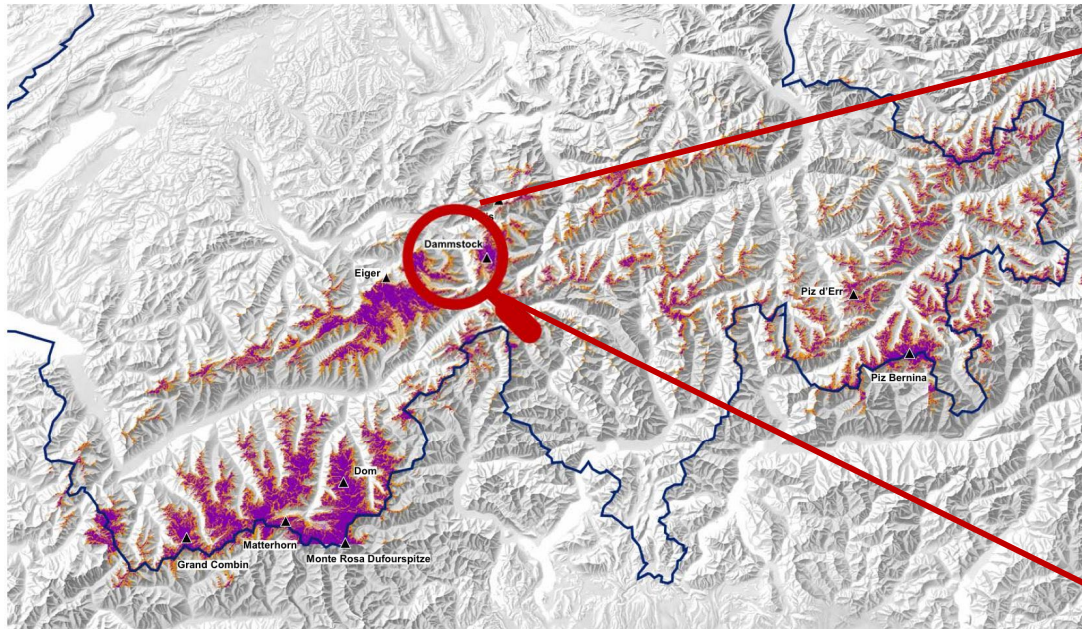 Dammstock
Eiger
Piz d'Err
Piz Bernina
Dom
Matterhorn
Grand Combin
Monte Rosa Dufourspitze